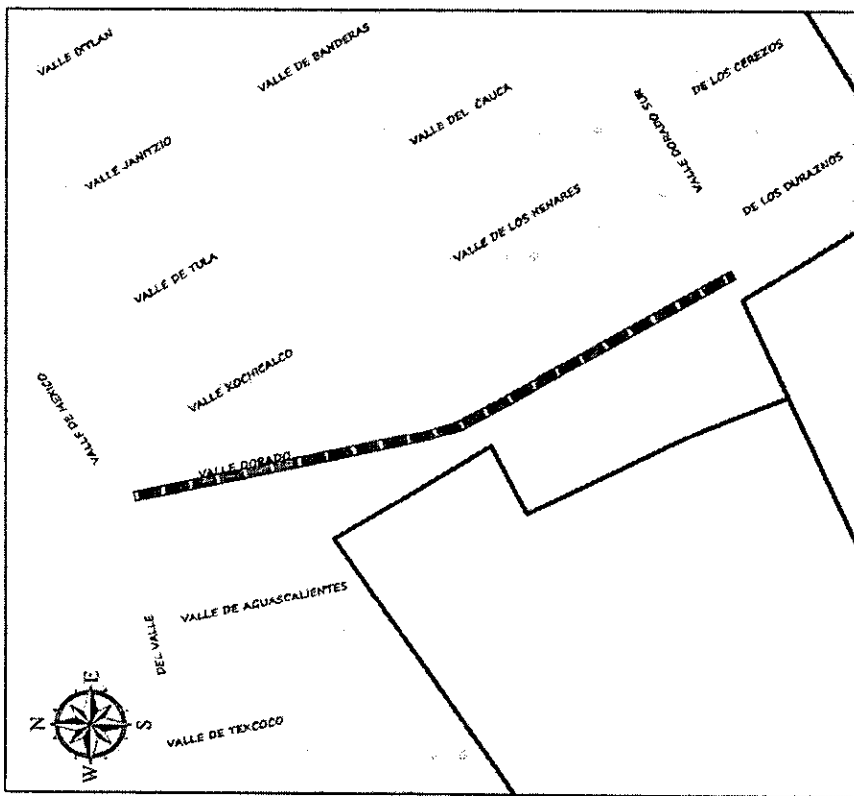 VALLE IXTLAN
VALLE DE BANDERAS
DE LOS CEREZOS
VALLE DEL CAUCA
VALLE DORADO SUR
VALLE JANITZIO
DE LOS DURAZNOS
VALLE DE LOS HENARES
VALLE DE TULA
VALLE XOCHICALCO
VALLE DE MEXICO
VALLE DORADO
VALLE DE AGUASCALIENTES
DEL VALLE
VALLE DE TEXCOCO
N
E
S
W